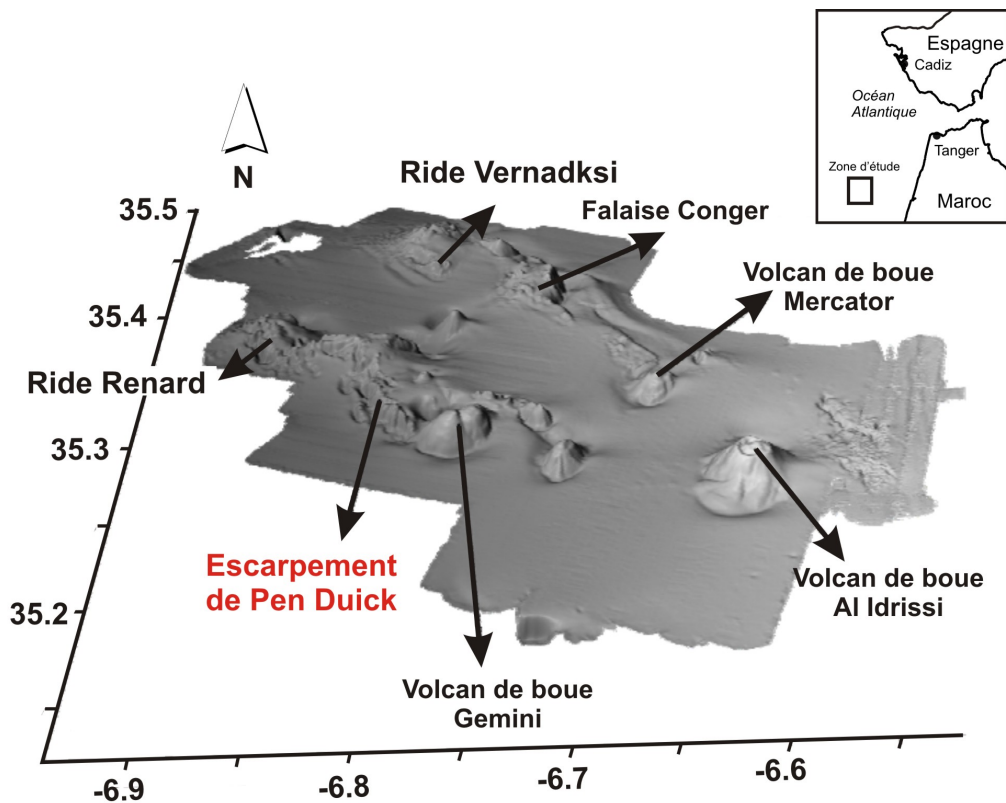 Espagne
Cadiz
Océan
Atlantique
Tanger
Zone d'étude
Maroc
N
Ride Vernadksi
Falaise Conger
Volcan de boue
Mercator
35.5
35.4
Ride Renard
35.3
Escarpement
de Pen Duick
Volcan de boue
Al Idrissi
35.2
Volcan de boue
Gemini
-6.9
-6.8
-6.7
-6.6